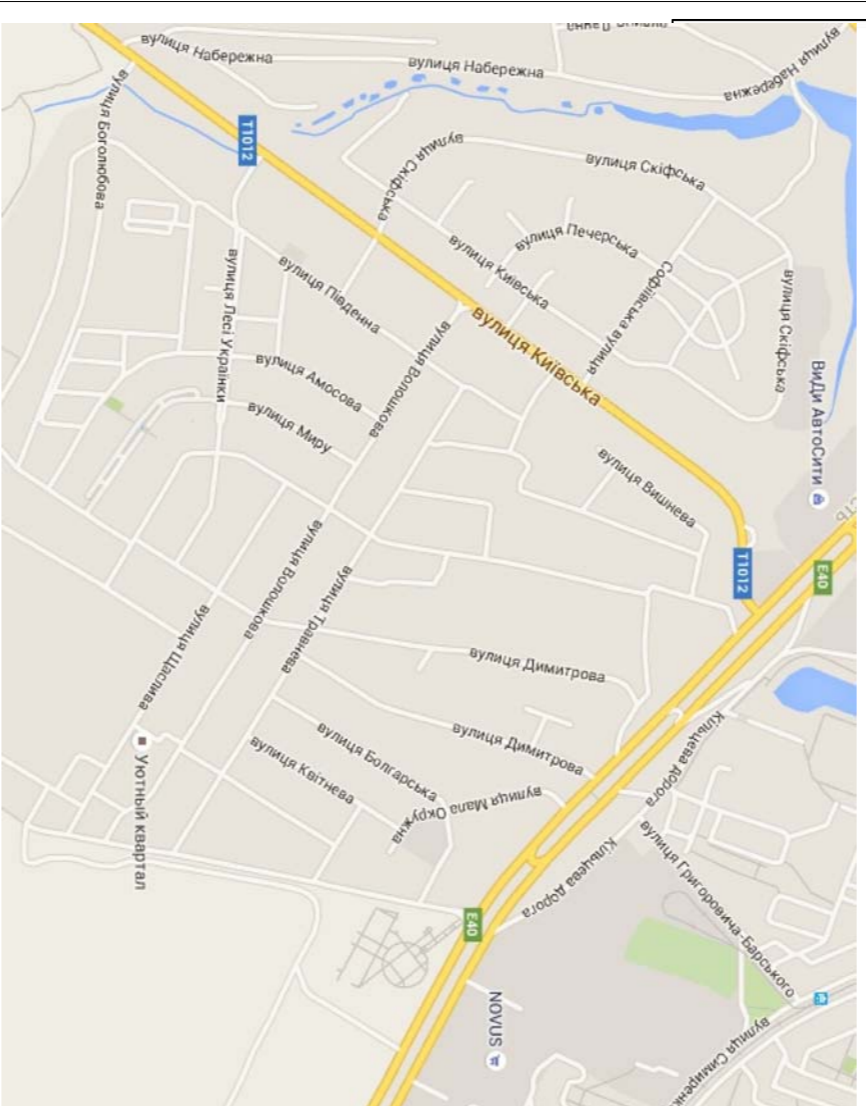 вулиця Набережна
вулиця Набережна
вулиця Набережна
вулиця Боголюбова
T1012
вулиця Скіфська
вулиця Скіфська
вулиця Скіфська
вулиця Печерська
вулиця Київська
Софіївська вулиця
вулиця Лесі Українки
вулиця Південна
вулиця Київська
вулиця Волошкова
вулиця Амосова
вулиця Миру
ВиДи АвтоСити
вулиця Вишнева
T1012
E40
вулиця Волошкова
вулиця Травнева
вулиця Щаслива
вулиця Димитрова
вулиця Димитрова
Кільцева дорога
вулиця Болгарська
вулиця Квітнева
вулиця Мала Окружна
Уютный квартал
вулиця Григоровича-Барського
Кільцева дорога
E40
NOVUS
вулиця Симиренк